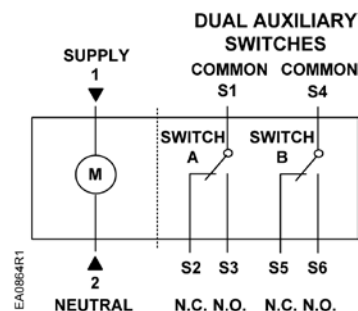 DUAL AUXILIARY
SWITCHES
SUPPLY
1
COMMON COMMON
S1 S4
SWITCH SWITCH
A B
M
2
S2 S3 S5 S6
NEUTRAL N.C. N.O. N.C. N.O.
EA0864R1